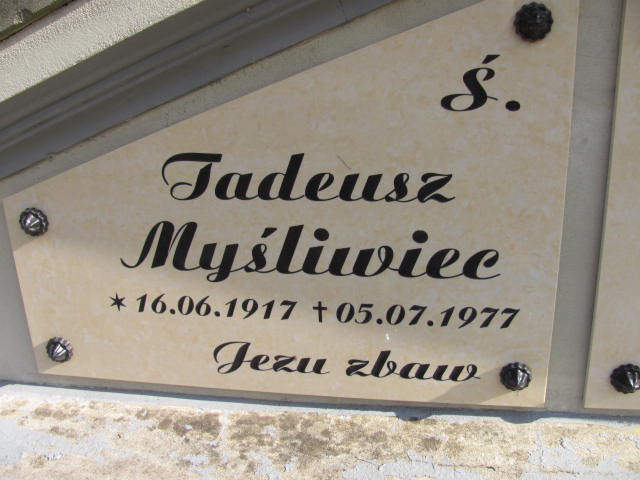 ś.
Tadeusz
Myśliwiec
* 16.06.1917 † 05.07.1977
Jezu zbaw